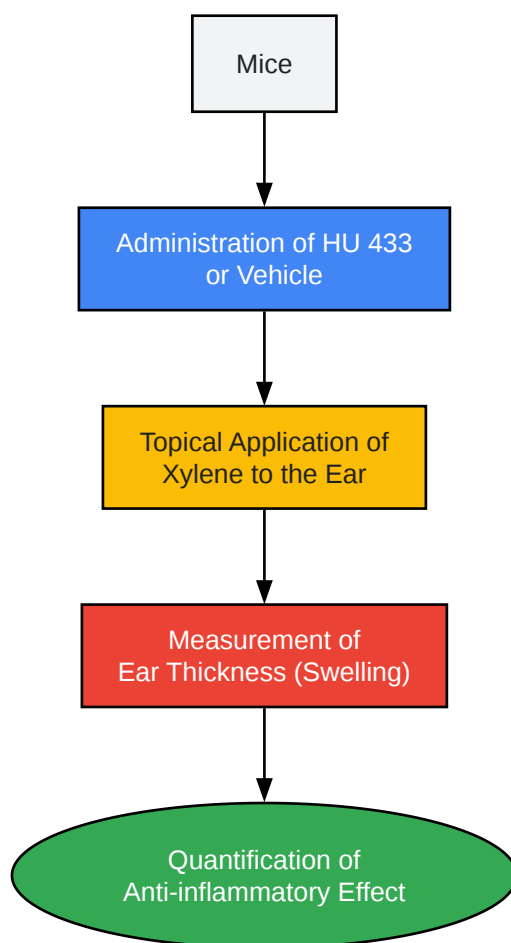 Mice
Administration of HU 433
or Vehicle
Topical Application of
Xylene to the Ear
Measurement of
Ear Thickness (Swelling)
Quantification of
Anti-inflammatory Effect